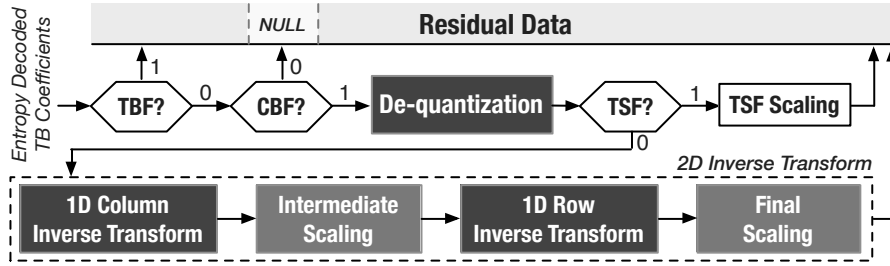 NULL
Residual Data
Entropy Decoded
TB Coefficients
1
0
TBF?
0
CBF?
1
De-quantization
TSF?
1
TSF Scaling
0
2D Inverse Transform
1D Column
Inverse Transform
Intermediate
Scaling
1D Row
Inverse Transform
Final
Scaling